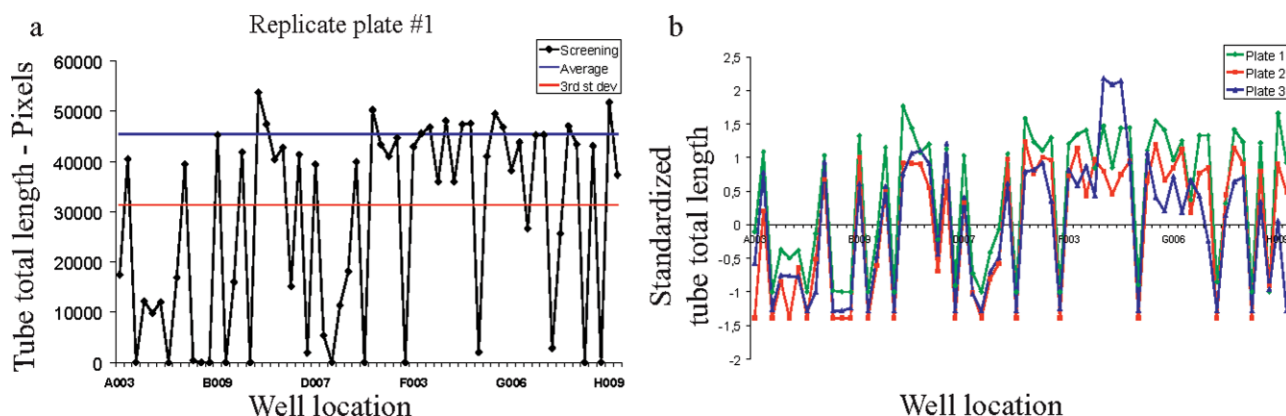 a
Replicate plate #1
Tube total length - Pixels
60000
50000
40000
30000
20000
10000
0
Screening
Average
3rd st dev
A003 B009 D007 F003 G006 H009
Well location
b
Standardized
tube total length
2,5
2
1,5
1
0,5
0
-0,5
-1
-1,5
-2
Plate 1
Plate 2
Plate 3
A003 B009 D007 F003 G006 H009
Well location